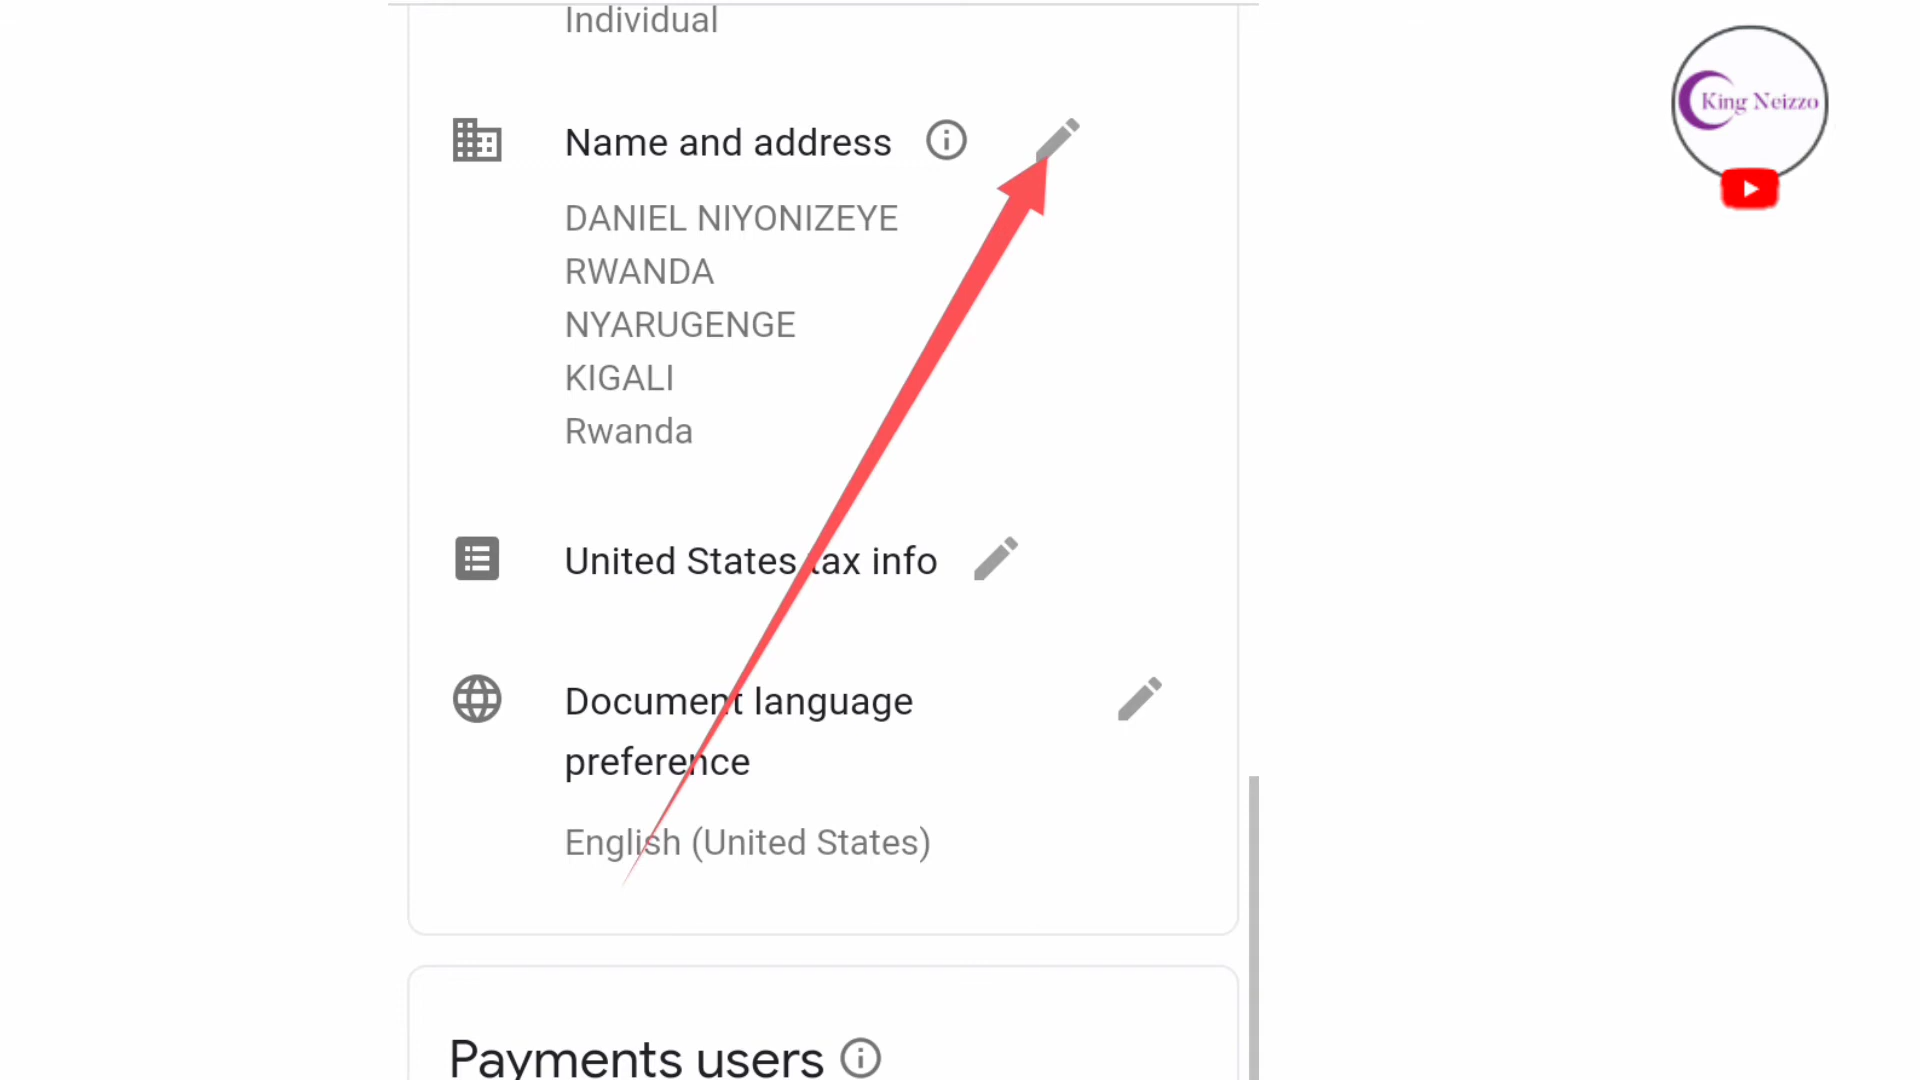 Individual
Name and address
DANIEL NIYONIZEYE
RWANDA
NYARUGENGE
KIGALI
Rwanda
United States tax info
Document language
preference
English (United States)
Payments users
King Neizzo